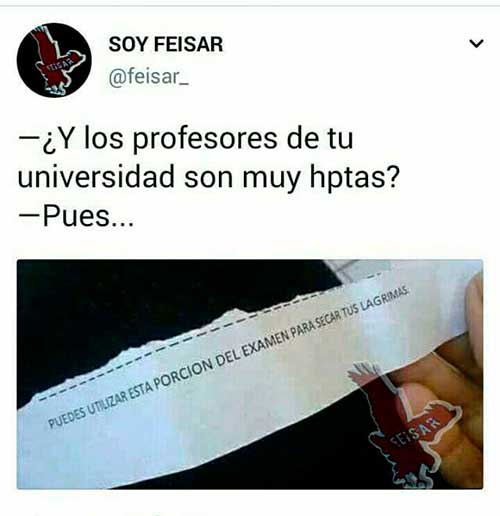 SOY FEISAR
@feisar_
—¿Y los profesores de tu
universidad son muy hptas?
—Pues...
PUEDES UTILIZAR ESTA PORCION DEL EXAMEN PARA SECAR TUS LAGRIMAS.
FEISAR
FEISAR